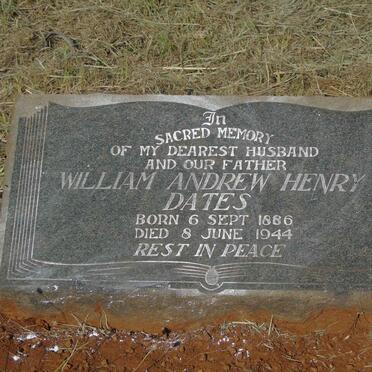 In
SACRED MEMORY
OF MY DEAREST HUSBAND
AND OUR FATHER
WILLIAM ANDREW HENRY
DATES
BORN 6 SEPT 1886
DIED 8 JUNE 1944
REST IN PEACE